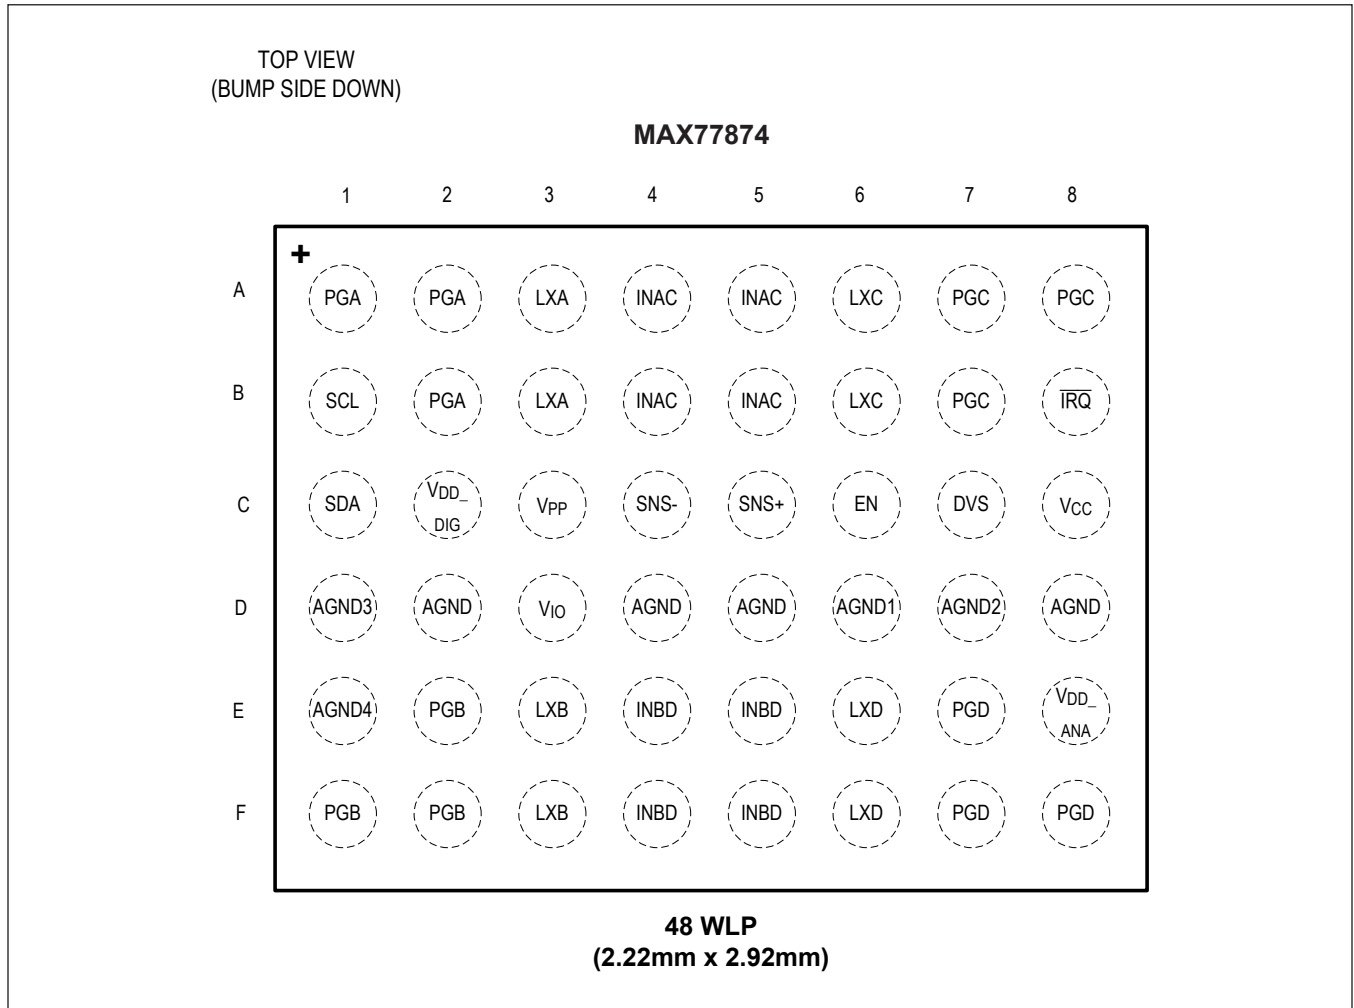 TOP VIEW
(BUMP SIDE DOWN)
MAX77874
1 2 3 4 5 6 7 8
+
A PGA PGA LXA INAC INAC LXC PGC PGC
B SCL PGA LXA INAC INAC LXC PGC I̅R̅Q̅
C SDA VDD_DIG VPP SNS- SNS+ EN DVS VCC
D AGND3 AGND VIO AGND AGND AGND1 AGND2 AGND
E AGND4 PGB LXB INBD INBD LXD PGD VDD_ANA
F PGB PGB LXB INBD INBD LXD PGD PGD
48 WLP
(2.22mm x 2.92mm)